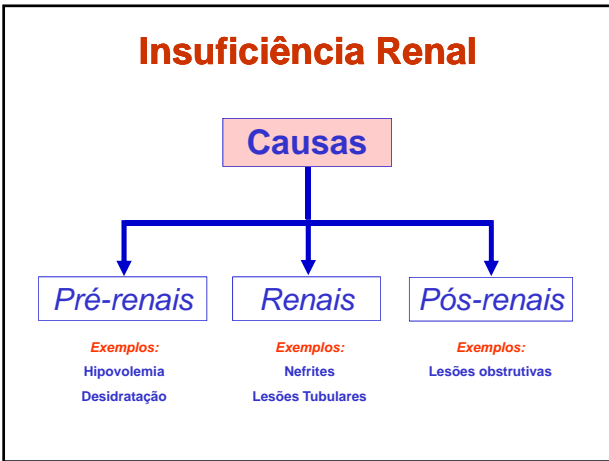 Insuficiência Renal
Causas
Pré-renais
Renais
Pós-renais
Exemplos:
Hipovolemia
Desidratação
Exemplos:
Nefrites
Lesões Tubulares
Exemplos:
Lesões obstrutivas